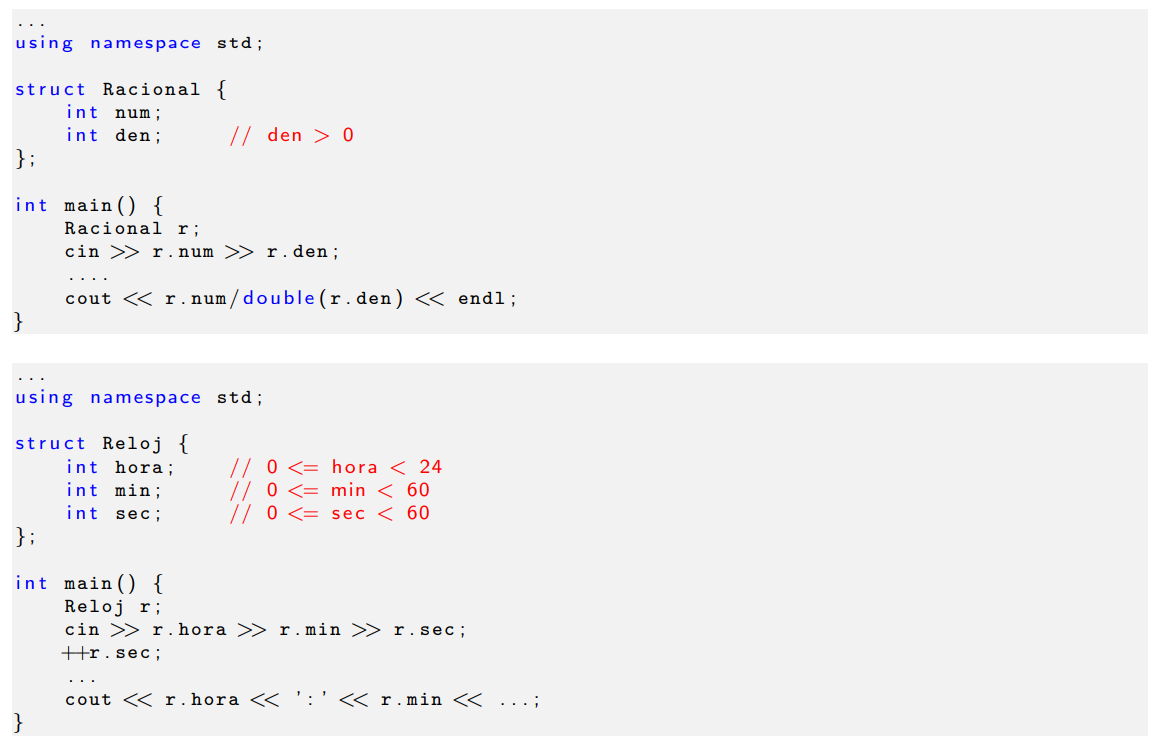 ...
using namespace std;
struct Racional {
int num;
int den; // den > 0
};
int main() {
Racional r;
cin >> r.num >> r.den;
....
cout << r.num/double(r.den) << endl;
}
...
using namespace std;
struct Reloj {
int hora; // 0 <= hora < 24
int min; // 0 <= min < 60
int sec; // 0 <= sec < 60
};
int main() {
Reloj r;
cin >> r.hora >> r.min >> r.sec;
++r.sec;
...
cout << r.hora << ':' << r.min << ...;
}